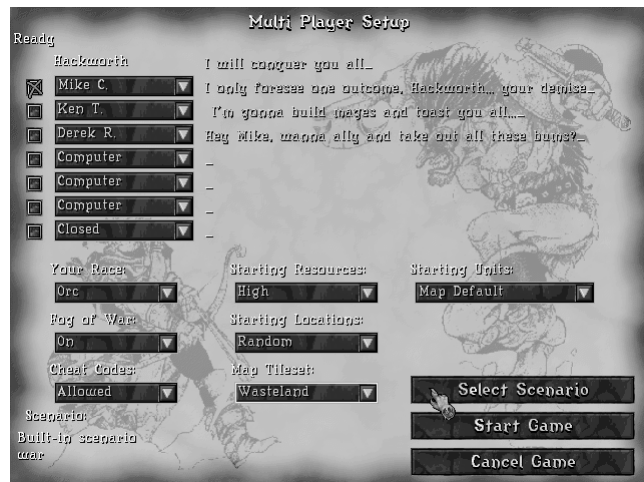 Multi Player Setup
Ready
Hackworth I will conquer you all_
Mike C. I only foresee one outcome, Hackworth... your demise_
Ken T. I'm gonna build mages and toast you all...._
Derek R. Hey Mike, wanna ally and take out all these bums?_
Computer _
Computer _
Computer _
Closed _
Your Race: Starting Resources: Starting Units:
Orc High Map Default
Fog of War: Starting Locations:
On Random
Cheat Codes: Map Tileset:
Allowed Wasteland
Select Scenario
Scenario:
Start Game
Built-in scenario
war
Cancel Game